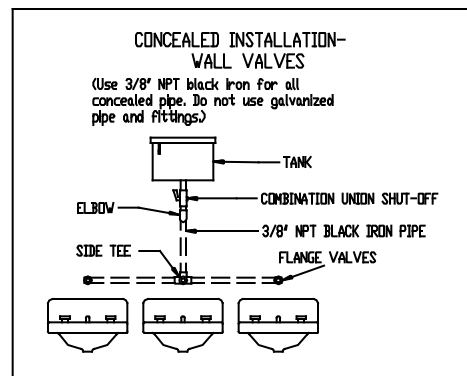 CONCEALED INSTALLATION-
WALL VALVES
(Use 3/8" NPT black iron for all
concealed pipe. Do not use galvanized
pipe and fittings.)
TANK
COMBINATION UNION SHUT-OFF
ELBOW
3/8" NPT BLACK IRON PIPE
SIDE TEE
FLANGE VALVES